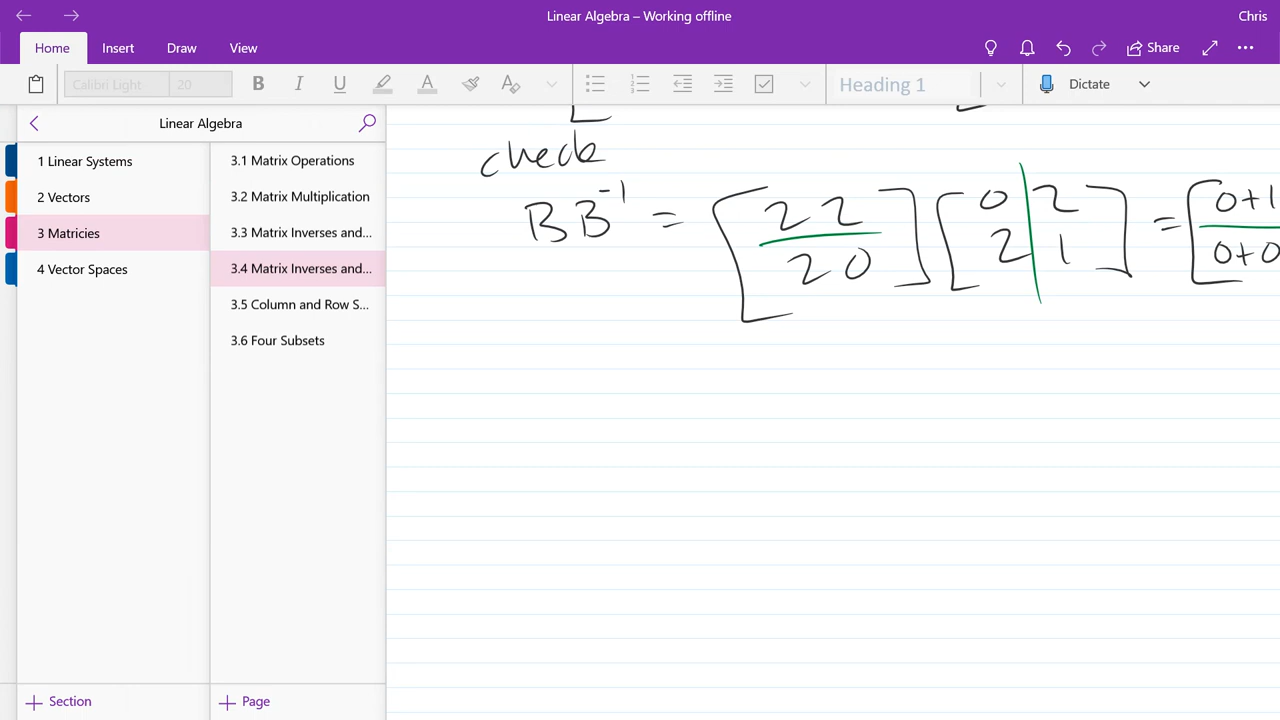 Linear Algebra – Working offline
Chris
Home Insert Draw View
Share
Calibri Light 20
B I U A A
Heading 1
Dictate
Linear Algebra
1 Linear Systems
2 Vectors
3 Matricies
4 Vector Spaces
3.1 Matrix Operations
3.2 Matrix Multiplication
3.3 Matrix Inverses and...
3.4 Matrix Inverses and...
3.5 Column and Row S...
3.6 Four Subsets
check
BB⁻¹ = [2 2 [0 2 = [0+1
2 0] 2 1] 0+0
+ Section
+ Page